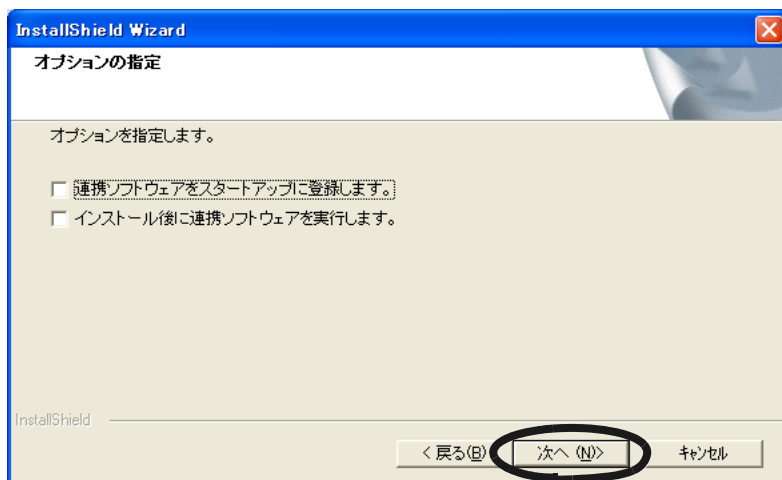 InstallShield Wizard
オプションの指定
オプションを指定します。
連携ソフトウェアをスタートアップに登録します。
インストール後に連携ソフトウェアを実行します。
InstallShield
< 戻る(B)
次へ (N)>
キャンセル